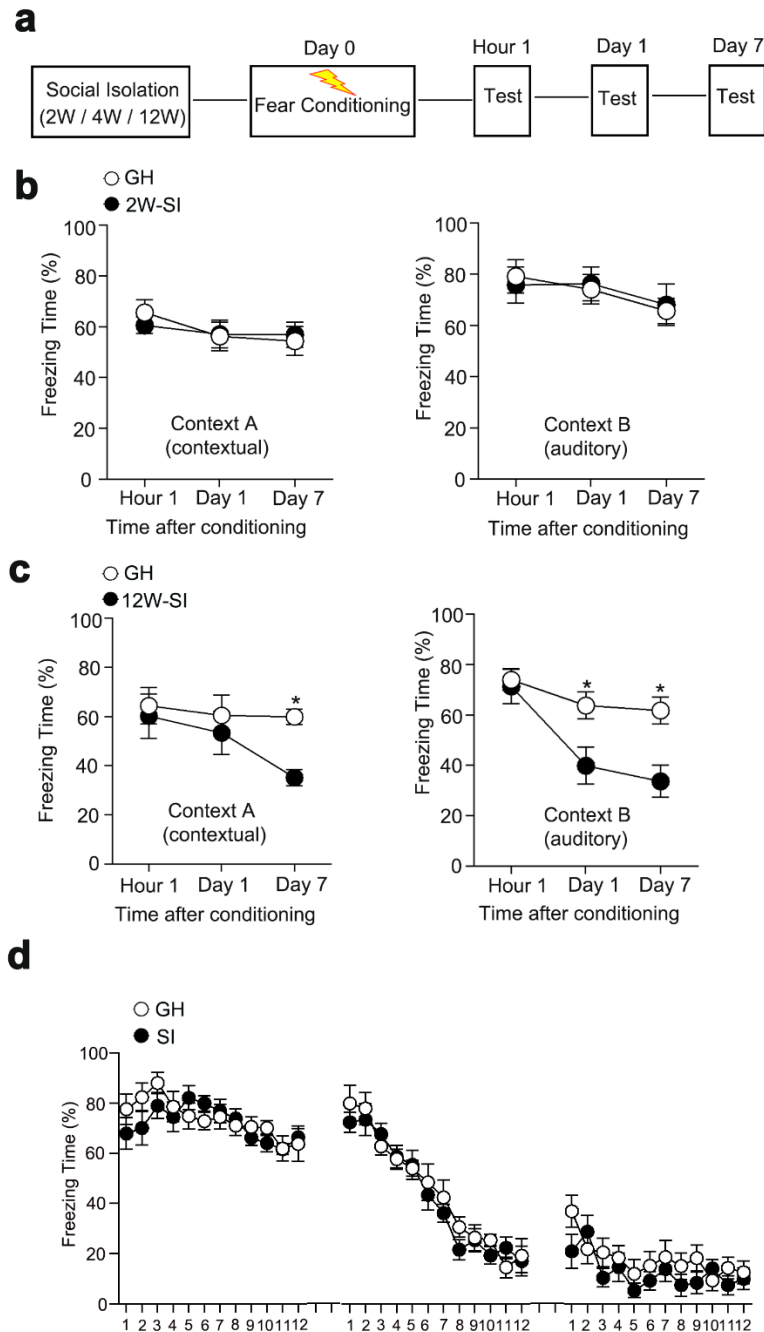 a
Day 0
Hour 1
Day 1
Day 7
Social Isolation
(2W / 4W / 12W)
Fear Conditioning
Test
Test
Test
b
GH
2W-SI
Freezing Time (%)
100
80
60
40
20
0
Context A
(contextual)
Hour 1 Day 1 Day 7
Time after conditioning
Freezing Time (%)
100
80
60
40
20
0
Context B
(auditory)
Hour 1 Day 1 Day 7
Time after conditioning
c
GH
12W-SI
Freezing Time (%)
100
80
60
40
20
0
*
Context A
(contextual)
Hour 1 Day 1 Day 7
Time after conditioning
Freezing Time (%)
100
80
60
40
20
0
* *
Context B
(auditory)
Hour 1 Day 1 Day 7
Time after conditioning
d
GH
SI
Freezing Time (%)
100
80
60
40
20
0
1 2 3 4 5 6 7 8 9 10 11 12 1 2 3 4 5 6 7 8 9 10 11 12 1 2 3 4 5 6 7 8 9 10 11 12